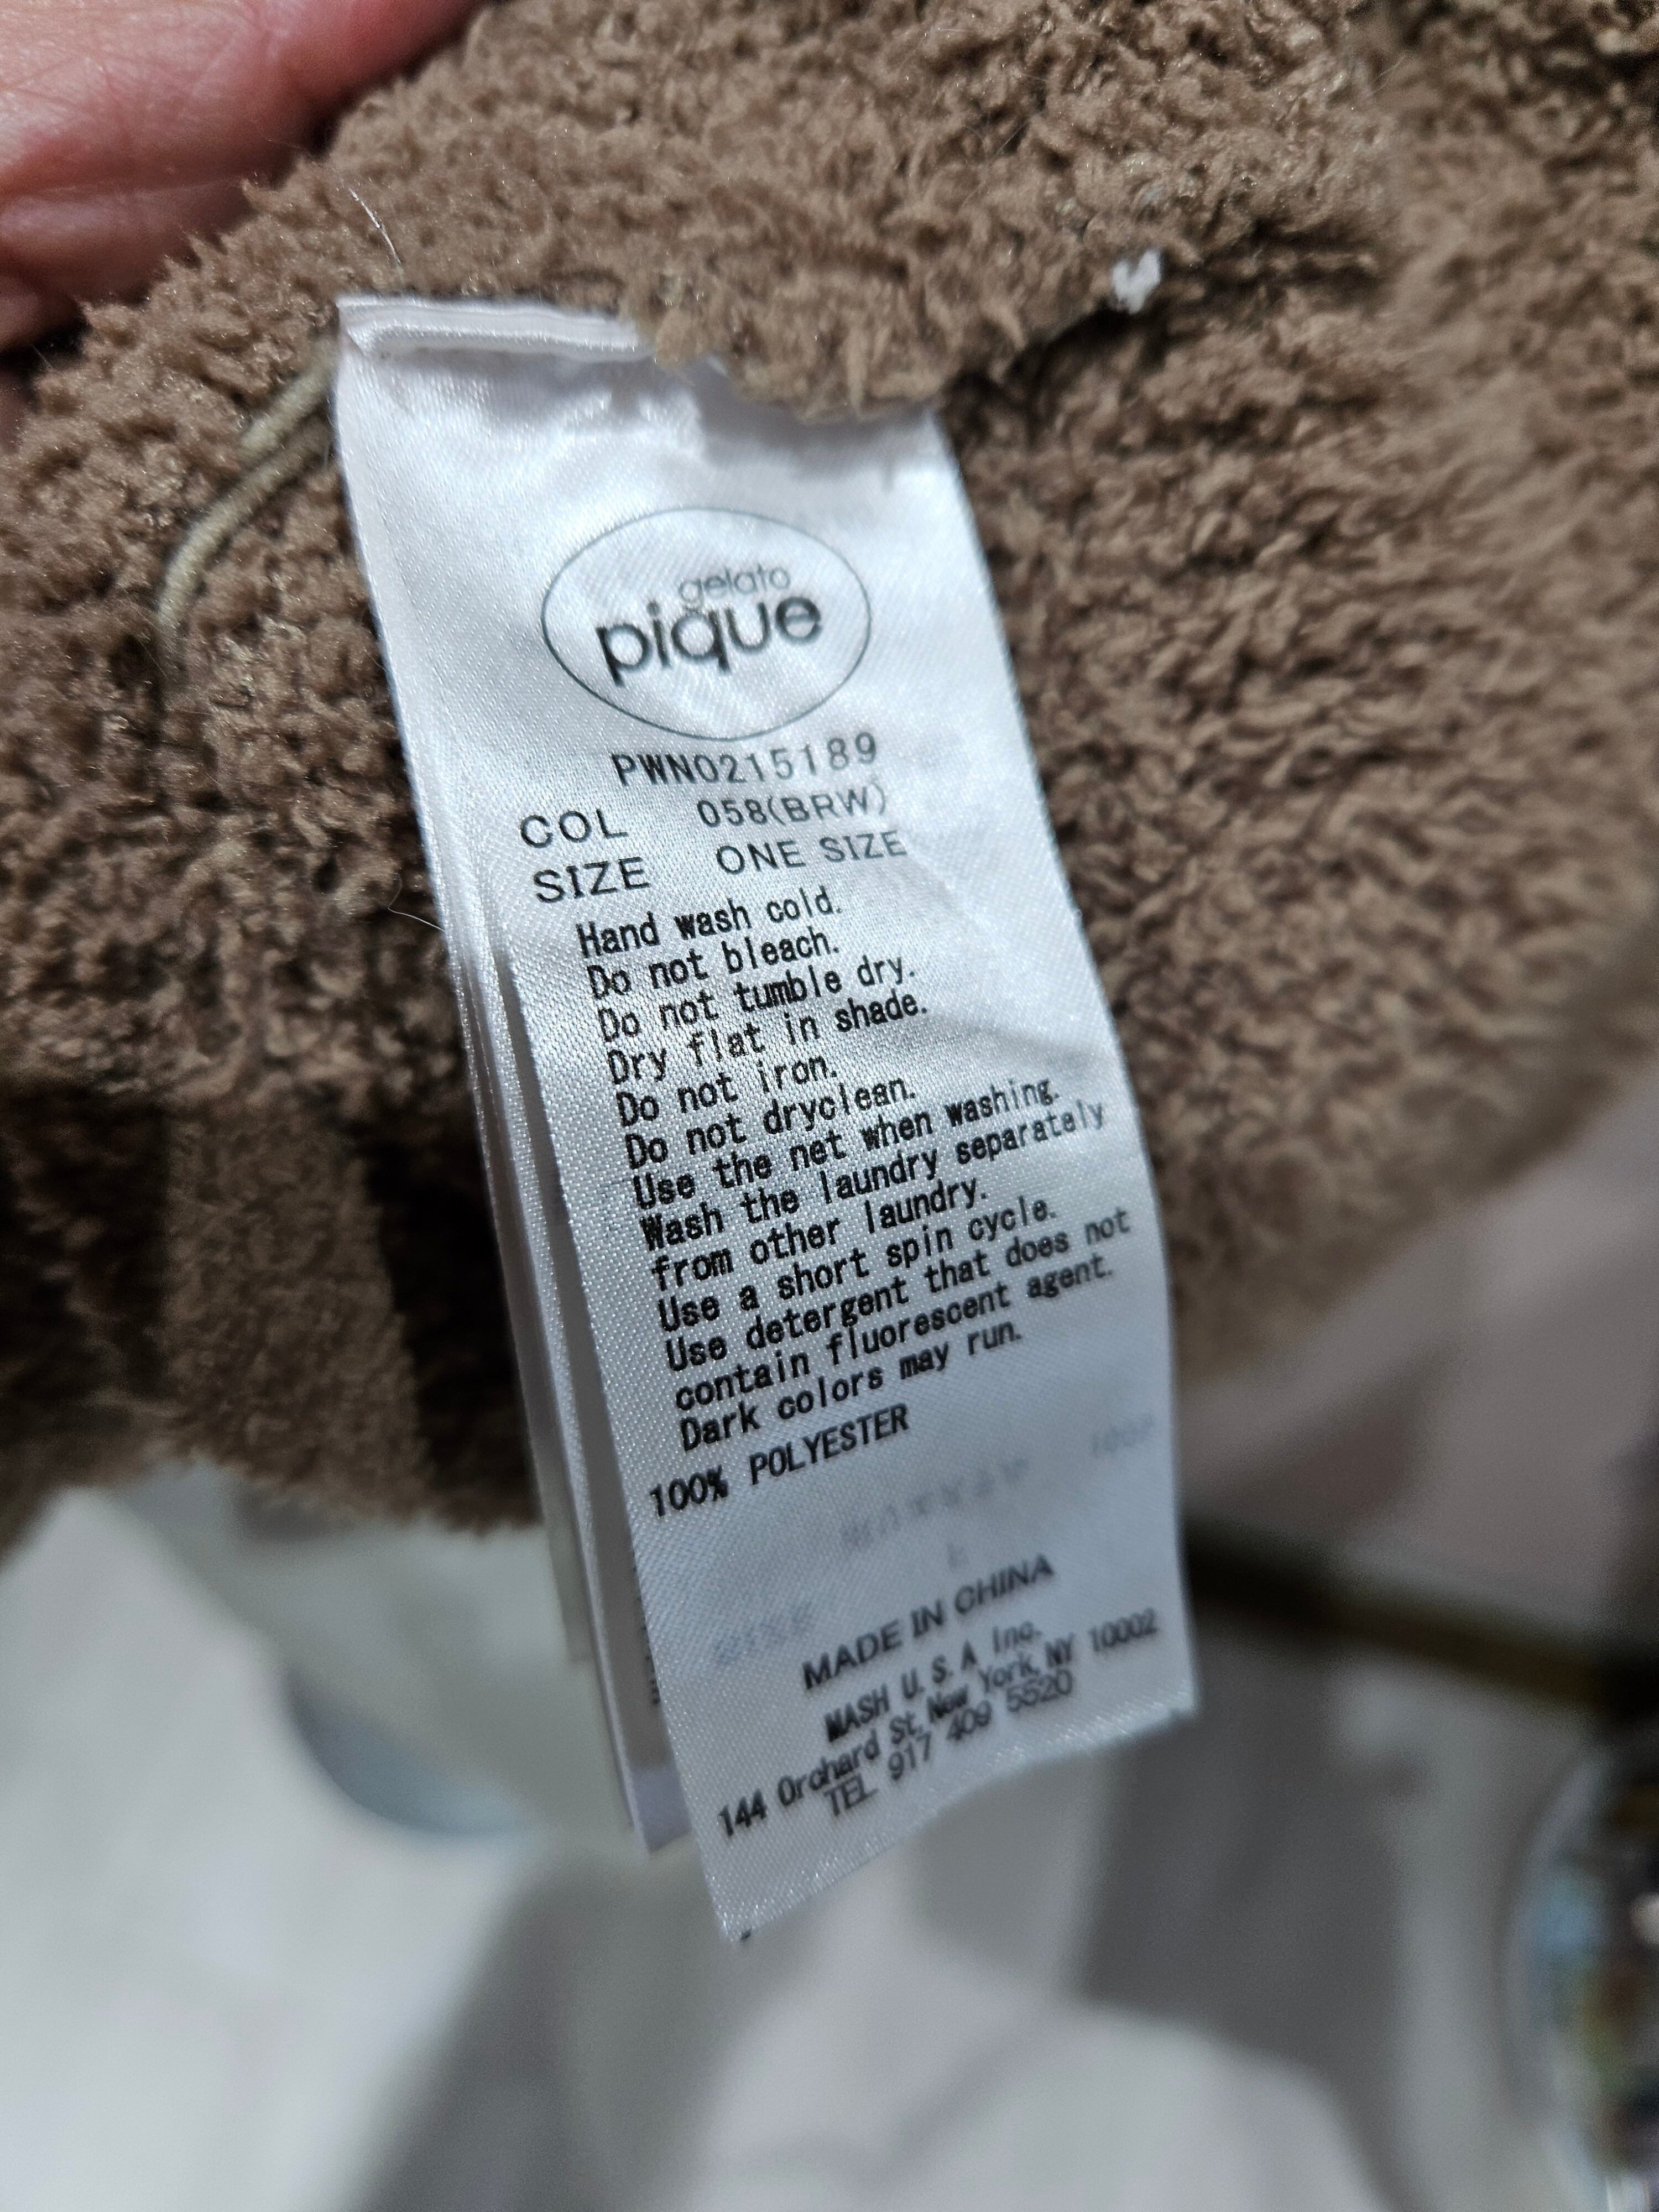 gelato
pique
PWNO215189
COL 058(BRW)
SIZE ONE SIZE
Hand wash cold.
Do not bleach.
Do not tumble dry.
Dry flat in shade.
Do not iron.
Do not dryclean.
Use the net when washing.
Wash the laundry separately
from other laundry.
Use a short spin cycle.
Use detergent that does not
contain fluorescent agent.
Dark colors may run.
100% POLYESTER
MADE IN CHINA
MASH U.S.A Inc.
144 Orchard St, New York, NY 10002
TEL 917 409 5520